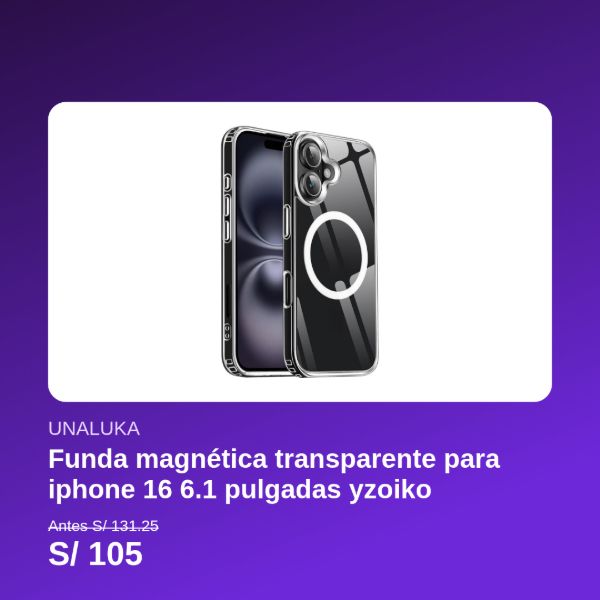 UNALUKA
Funda magnética transparente para
iphone 16 6.1 pulgadas yzoiko
Antes S/ 131.25
S/ 105